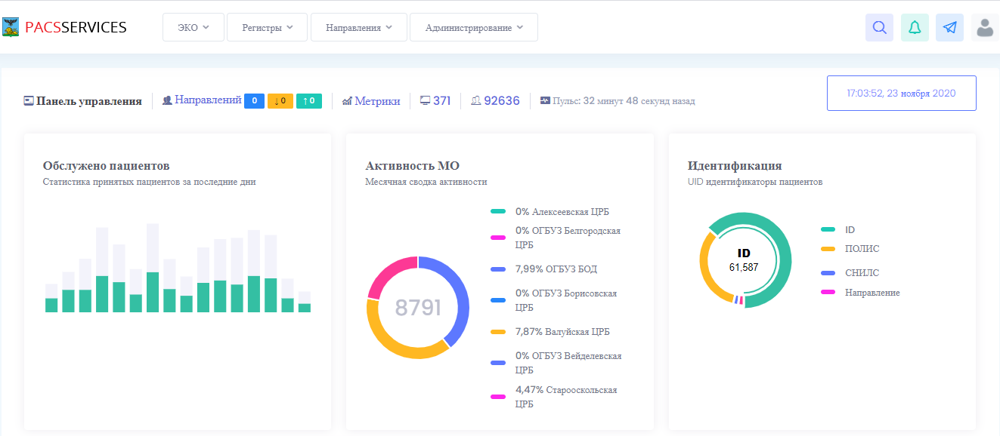 PACSSERVICES
ЭКО
Регистры
Направления
Администрирование
Панель управления
Направлений 0 ↓0 ↑0
Метрики
371
92636
Пульс: 32 минут 48 секунд назад
17:03:52, 23 ноября 2020
Обслужено пациентов
Статистика принятых пациентов за последние дни
Активность МО
Месячная сводка активности
8791
0% Алексеевская ЦРБ
0% ОГБУЗ Белгородская
ЦРБ
7,99% ОГБУЗ БОД
0% ОГБУЗ Борисовская
ЦРБ
7,87% Валуйская ЦРБ
0% ОГБУЗ Вейделевская
ЦРБ
4,47% Старооскольская
ЦРБ
Идентификация
UID идентификаторы пациентов
ID
61,587
ID
ПОЛИС
СНИЛС
Направление